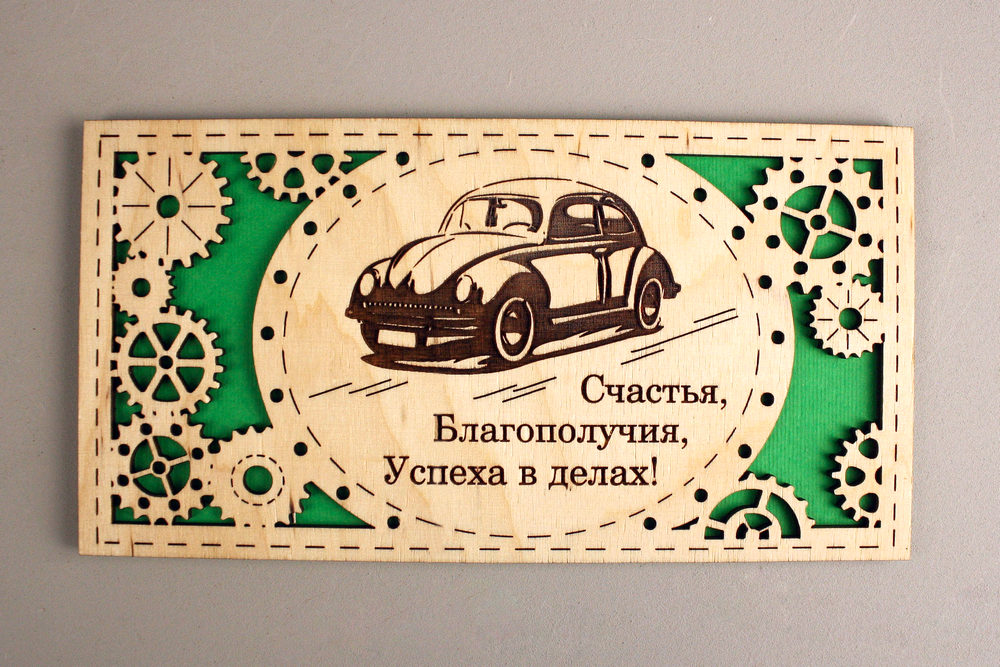 Счастья,
Благополучия,
Успеха в делах!